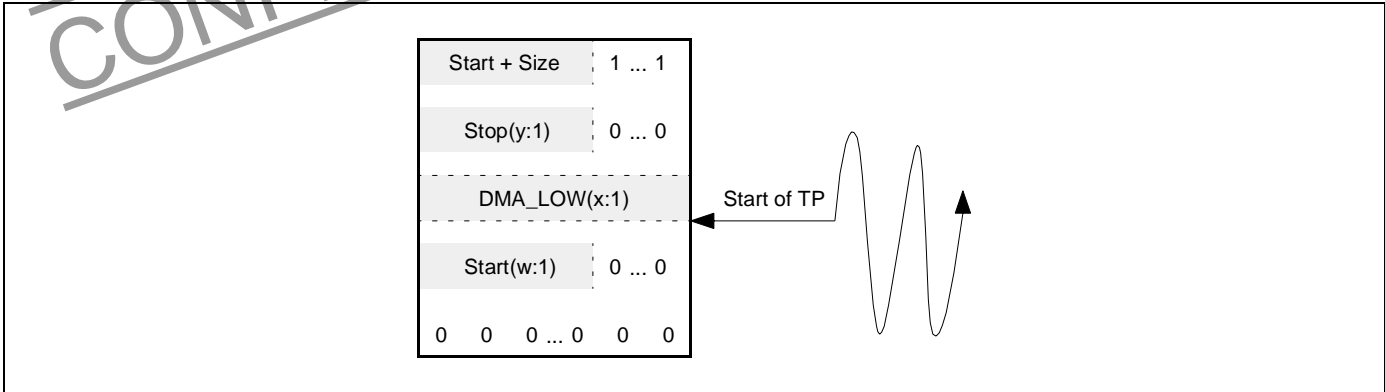 Start + Size 1 ... 1
Stop(y:1) 0 ... 0
DMA_LOW(x:1)
Start of TP
Start(w:1) 0 ... 0
0 0 0 ... 0 0 0